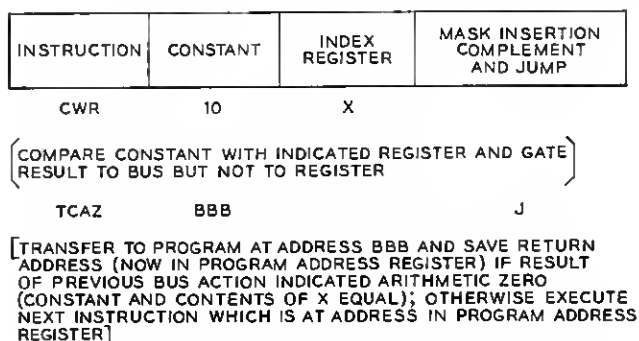 INSTRUCTION CONSTANT INDEX REGISTER MASK INSERTION COMPLEMENT AND JUMP
CWR 10 X
(COMPARE CONSTANT WITH INDICATED REGISTER AND GATE
RESULT TO BUS BUT NOT TO REGISTER)
TCAZ BBB J
[TRANSFER TO PROGRAM AT ADDRESS BBB AND SAVE RETURN
ADDRESS (NOW IN PROGRAM ADDRESS REGISTER) IF RESULT
OF PREVIOUS BUS ACTION INDICATED ARITHMETIC ZERO
(CONSTANT AND CONTENTS OF X EQUAL); OTHERWISE EXECUTE
NEXT INSTRUCTION WHICH IS AT ADDRESS IN PROGRAM ADDRESS
REGISTER]